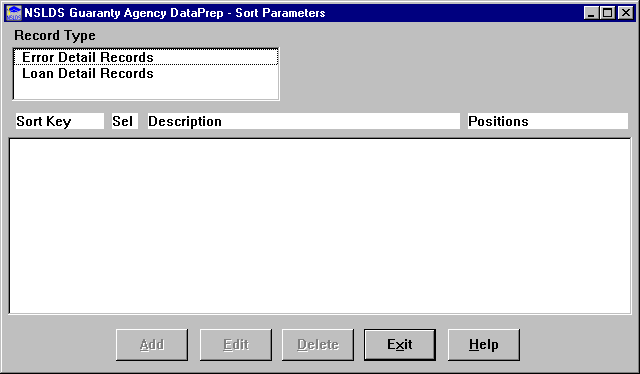 NSLDS Guaranty Agency DataPrep - Sort Parameters
Record Type
Error Detail Records
Loan Detail Records
Sort Key Sel Description Positions
Add Edit Delete Exit Help